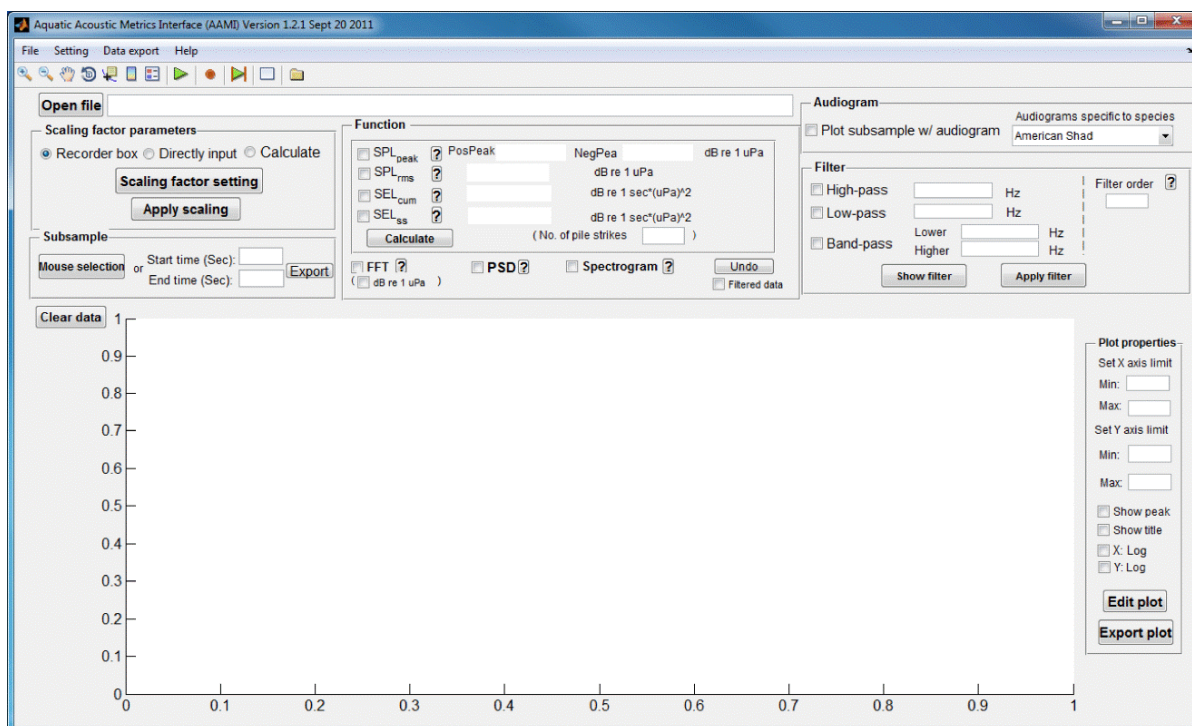 Aquatic Acoustic Metrics Interface (AAMI) Version 1.2.1 Sept 20 2011
File Setting Data export Help
Open file
Scaling factor parameters
Recorder box Directly input Calculate
Scaling factor setting
Apply scaling
Subsample
Mouse selection or Start time (Sec):
End time (Sec): Export
Function
SPLpeak ? PosPeak NegPea dB re 1 uPa
SPLrms ? dB re 1 uPa
SELcum ? dB re 1 sec*(uPa)^2
SELss ? dB re 1 sec*(uPa)^2
Calculate ( No. of pile strikes )
FFT ? PSD ? Spectrogram ? Undo
( dB re 1 uPa ) Filtered data
Audiogram
Audiograms specific to species
Plot subsample w/ audiogram American Shad
Filter
High-pass Hz Filter order ?
Low-pass Hz
Band-pass Lower Hz
Higher Hz
Show filter Apply filter
Clear data
1
0.9
0.8
0.7
0.6
0.5
0.4
0.3
0.2
0.1
0
0 0.1 0.2 0.3 0.4 0.5 0.6 0.7 0.8 0.9 1
Plot properties
Set X axis limit
Min:
Max:
Set Y axis limit
Min:
Max:
Show peak
Show title
X: Log
Y: Log
Edit plot
Export plot